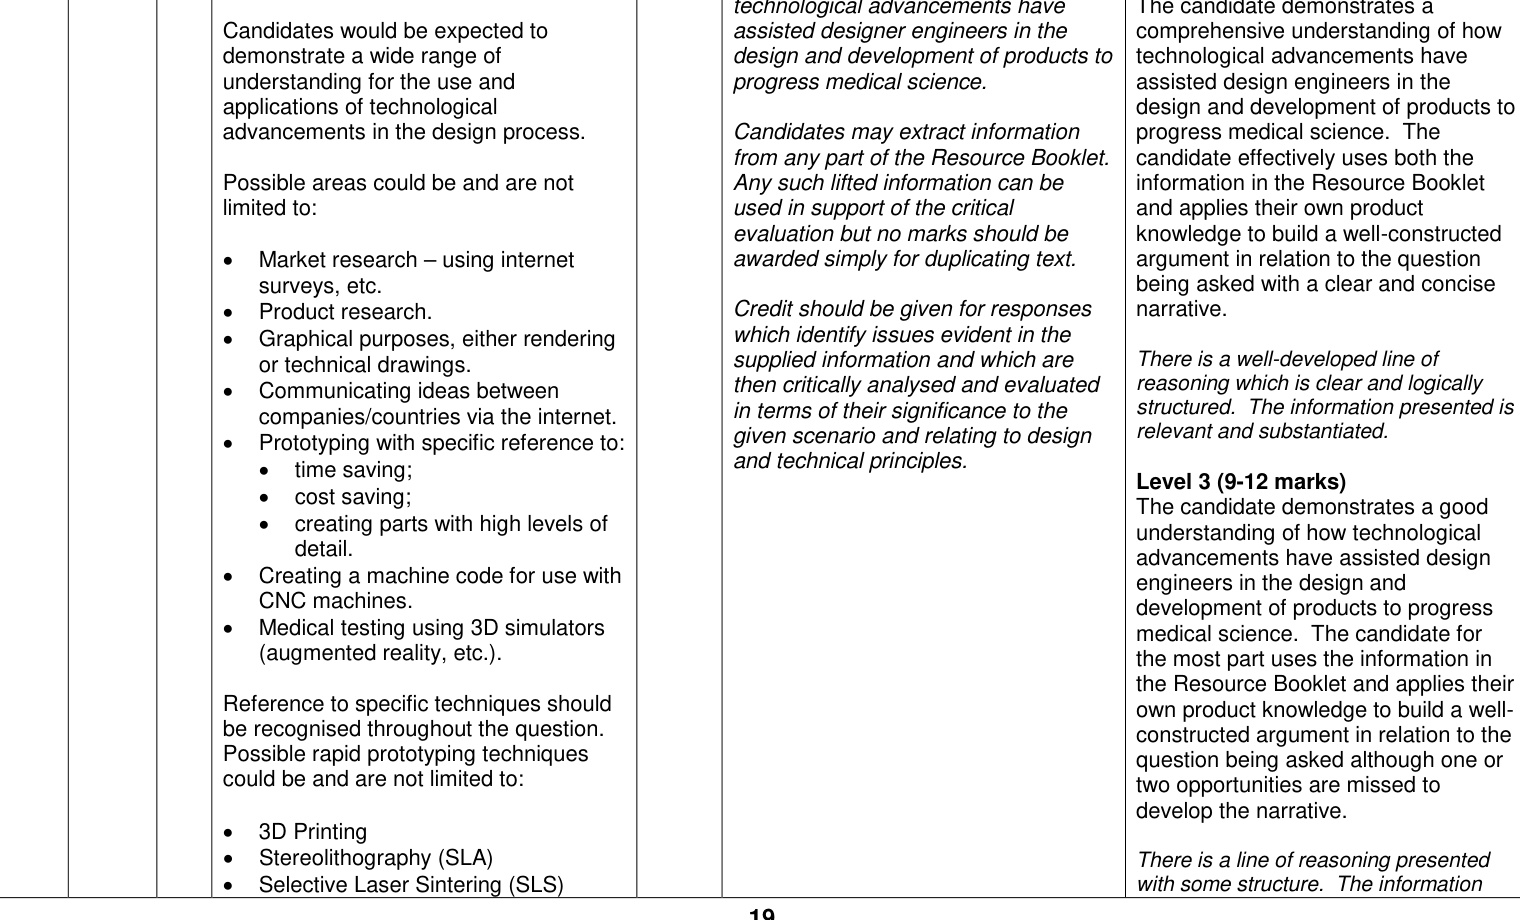 Candidates would be expected to
demonstrate a wide range of
understanding for the use and
applications of technological
advancements in the design process.
Possible areas could be and are not
limited to:
• Market research – using internet
surveys, etc.
• Product research.
• Graphical purposes, either rendering
or technical drawings.
• Communicating ideas between
companies/countries via the internet.
• Prototyping with specific reference to:
• time saving;
• cost saving;
• creating parts with high levels of
detail.
• Creating a machine code for use with
CNC machines.
• Medical testing using 3D simulators
(augmented reality, etc.).
Reference to specific techniques should
be recognised throughout the question.
Possible rapid prototyping techniques
could be and are not limited to:
• 3D Printing
• Stereolithography (SLA)
• Selective Laser Sintering (SLS)
technological advancements have
assisted designer engineers in the
design and development of products to
progress medical science.
Candidates may extract information
from any part of the Resource Booklet.
Any such lifted information can be
used in support of the critical
evaluation but no marks should be
awarded simply for duplicating text.
Credit should be given for responses
which identify issues evident in the
supplied information and which are
then critically analysed and evaluated
in terms of their significance to the
given scenario and relating to design
and technical principles.
The candidate demonstrates a
comprehensive understanding of how
technological advancements have
assisted design engineers in the
design and development of products to
progress medical science.  The
candidate effectively uses both the
information in the Resource Booklet
and applies their own product
knowledge to build a well-constructed
argument in relation to the question
being asked with a clear and concise
narrative.
There is a well-developed line of
reasoning which is clear and logically
structured.  The information presented is
relevant and substantiated.
Level 3 (9-12 marks)
The candidate demonstrates a good
understanding of how technological
advancements have assisted design
engineers in the design and
development of products to progress
medical science.  The candidate for
the most part uses the information in
the Resource Booklet and applies their
own product knowledge to build a well-
constructed argument in relation to the
question being asked although one or
two opportunities are missed to
develop the narrative.
There is a line of reasoning presented
with some structure.  The information
19